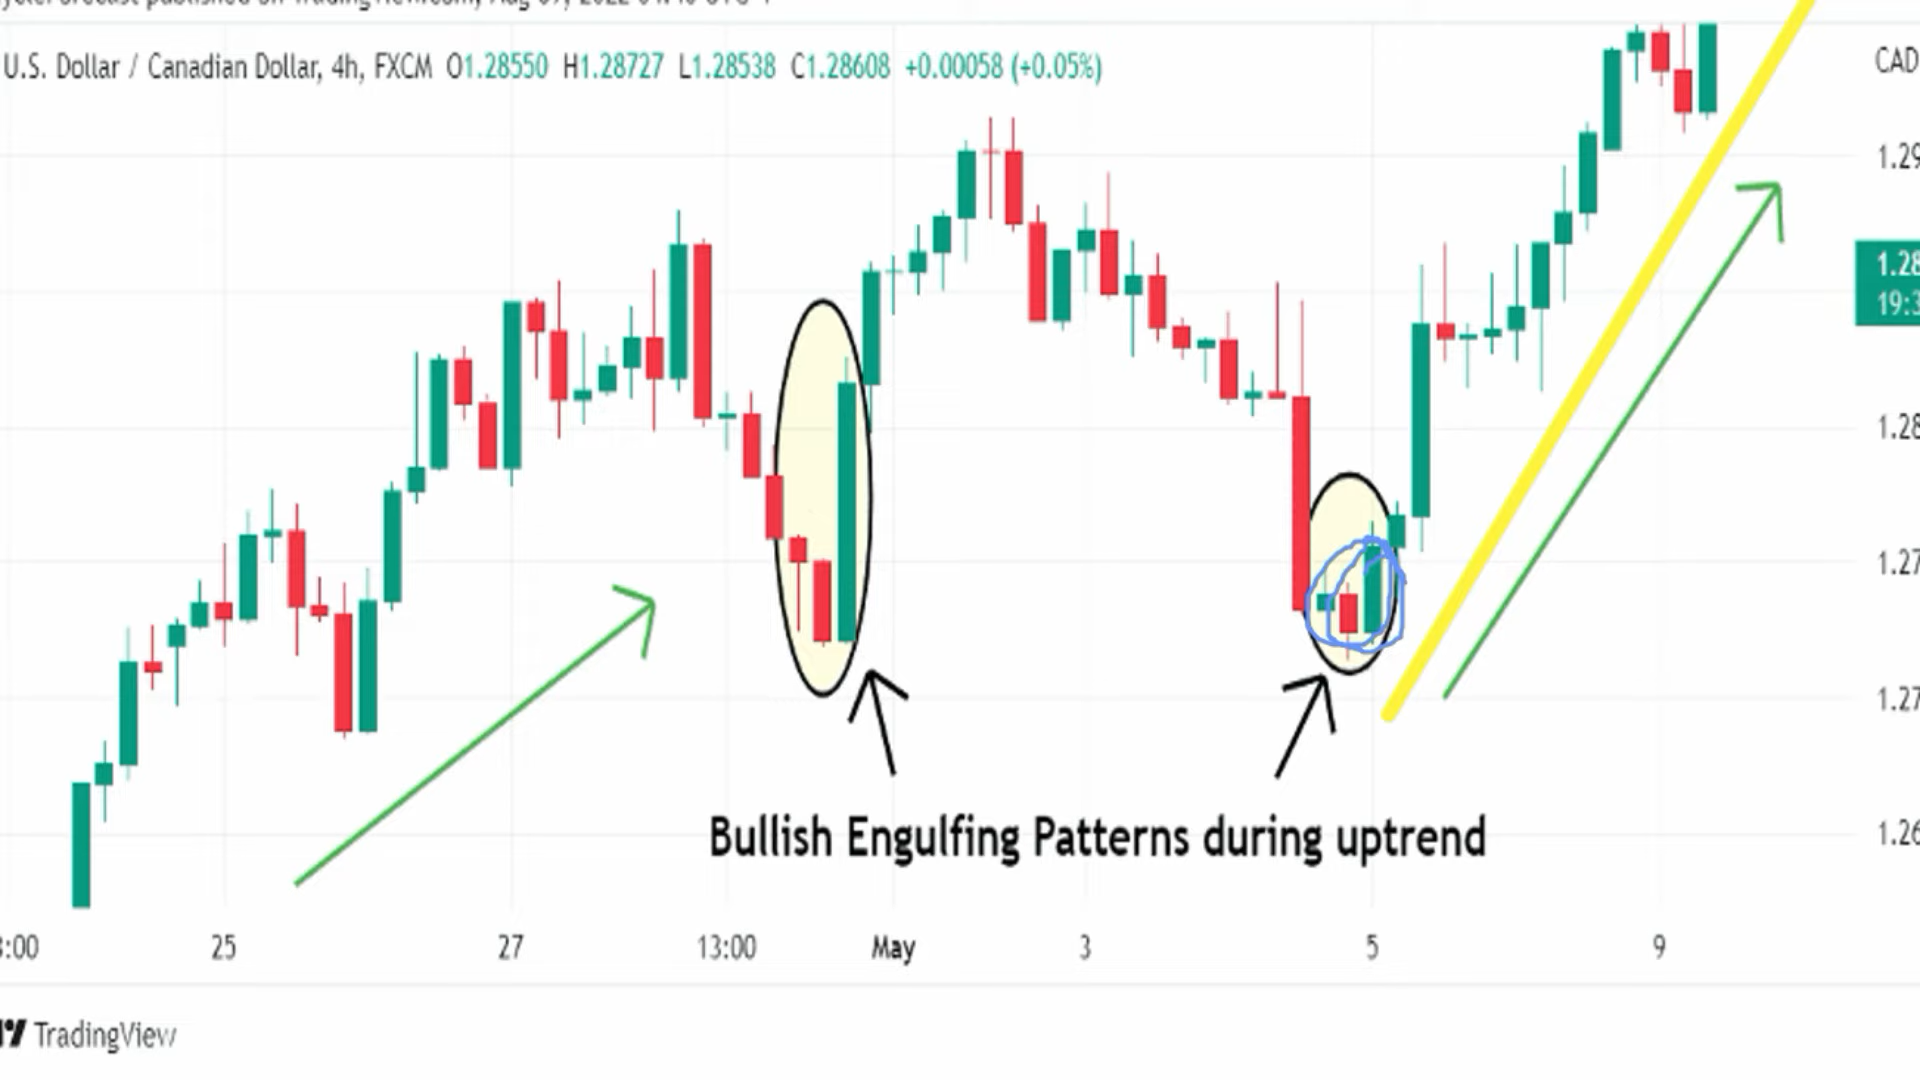 U.S. Dollar / Canadian Dollar, 4h, FXCM O1.28550 H1.28727 L1.28538 C1.28608 +0.00058 (+0.05%)
CAD
1.29
1.28
19:3
1.28
1.27
1.27
1.26
Bullish Engulfing Patterns during uptrend
:00 25 27 13:00 May 3 5 9
TradingView